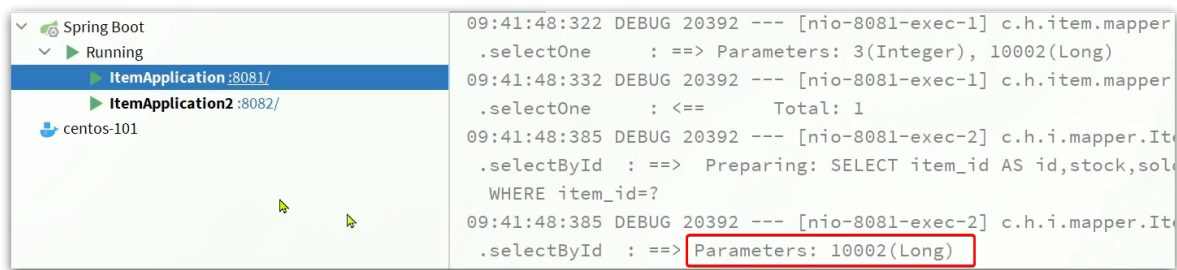 Spring Boot
Running
ItemApplication :8081/
ItemApplication2 :8082/
centos-101
09:41:48:322 DEBUG 20392 --- [nio-8081-exec-1] c.h.item.mapper
.selectOne : ==> Parameters: 3(Integer), 10002(Long)
09:41:48:332 DEBUG 20392 --- [nio-8081-exec-1] c.h.item.mapper
.selectOne : <== Total: 1
09:41:48:385 DEBUG 20392 --- [nio-8081-exec-2] c.h.i.mapper.Ite
.selectById : ==> Preparing: SELECT item_id AS id,stock,sol
WHERE item_id=?
09:41:48:385 DEBUG 20392 --- [nio-8081-exec-2] c.h.i.mapper.Ite
.selectById : ==> Parameters: 10002(Long)